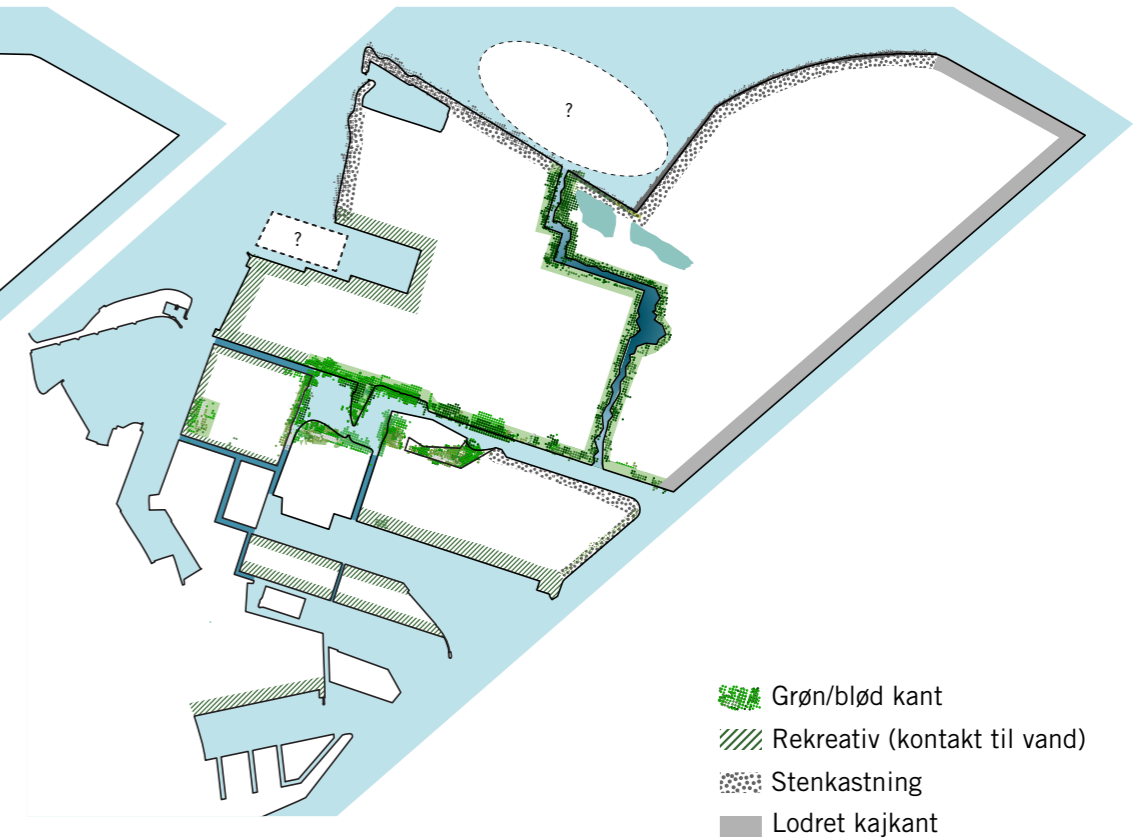 ?
?
Grøn/blød kant
Rekreativ (kontakt til vand)
Stenkastning
Lodret kajkant